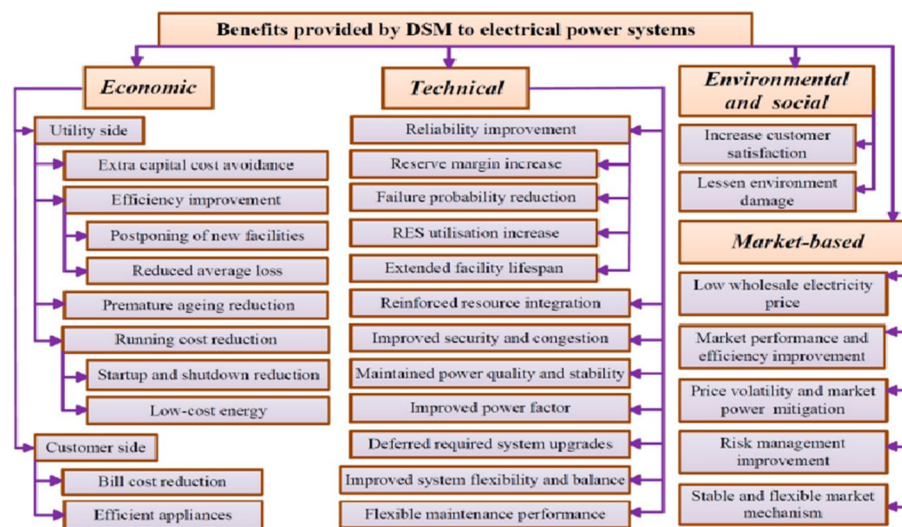 Benefits provided by DSM to electrical power systems
Economic
Utility side
Extra capital cost avoidance
Efficiency improvement
Postponing of new facilities
Reduced average loss
Premature ageing reduction
Running cost reduction
Startup and shutdown reduction
Low-cost energy
Customer side
Bill cost reduction
Efficient appliances
Technical
Reliability improvement
Reserve margin increase
Failure probability reduction
RES utilisation increase
Extended facility lifespan
Reinforced resource integration
Improved security and congestion
Maintained power quality and stability
Improved power factor
Deferred required system upgrades
Improved system flexibility and balance
Flexible maintenance performance
Environmental
and social
Increase customer
satisfaction
Lessen environment
damage
Market-based
Low wholesale electricity
price
Market performance and
efficiency improvement
Price volatility and market
power mitigation
Risk management
improvement
Stable and flexible market
mechanism